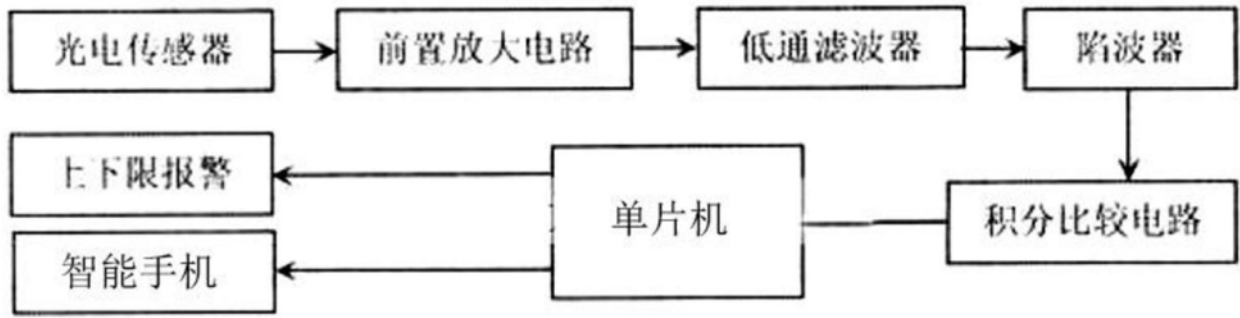 光电传感器
前置放大电路
低通滤波器
陷波器
上下限报警
单片机
积分比较电路
智能手机